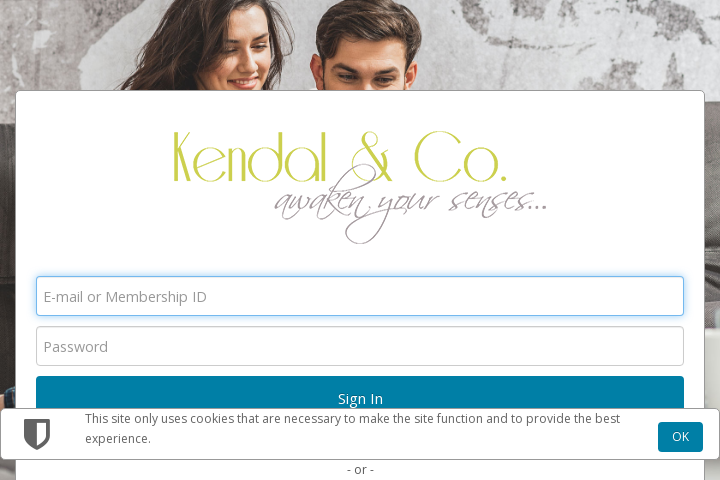 Kendal & Co.
awaken your senses...
E-mail or Membership ID
Password
Sign In
This site only uses cookies that are necessary to make the site function and to provide the best
experience.
OK
- or -